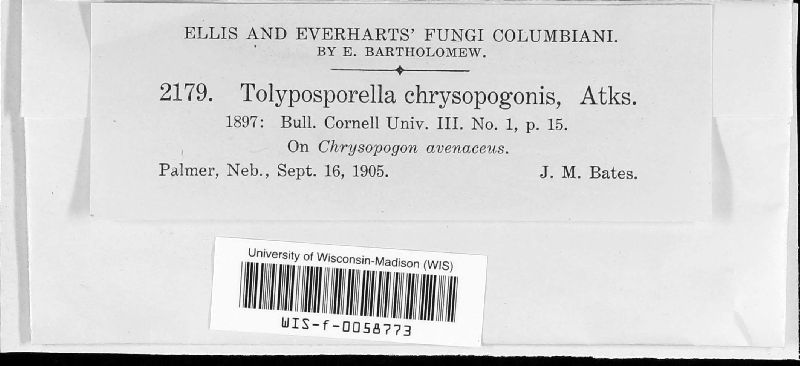 ELLIS AND EVERHARTS' FUNGI COLUMBIANI.
BY E. BARTHOLOMEW.
2179. Tolyposporella chrysopogonis, Atks.
1897: Bull. Cornell Univ. III. No. 1, p. 15.
On Chrysopogon avenaceus.
Palmer, Neb., Sept. 16, 1905. J. M. Bates.
University of Wisconsin-Madison (WIS)
WIS-f-0058773